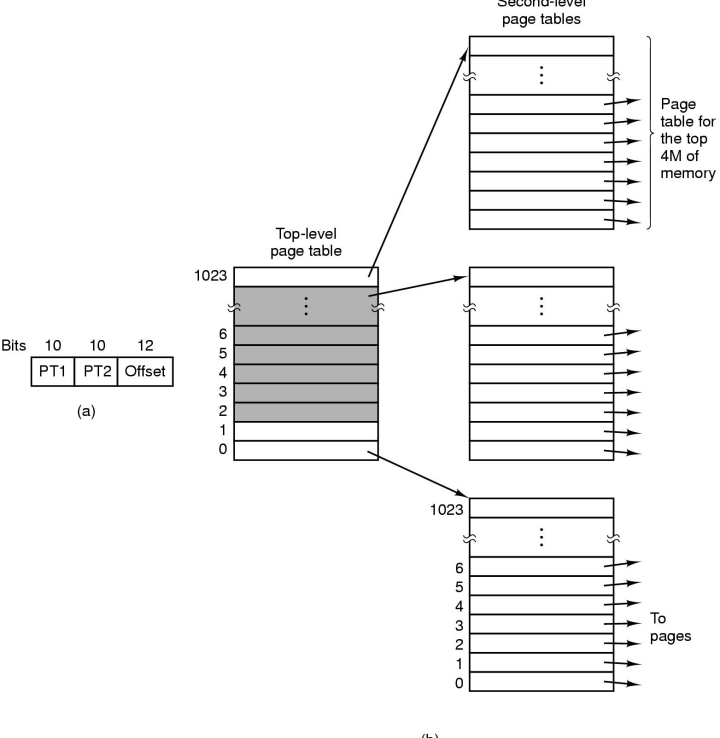 Second-level
page tables
Page
table for
the top
4M of
memory
Top-level
page table
1023
6
5
4
3
2
1
0
Bits 10 10 12
PT1 PT2 Offset
(a)
1023
6
5
4
3
2
1
0
To
pages
(b)